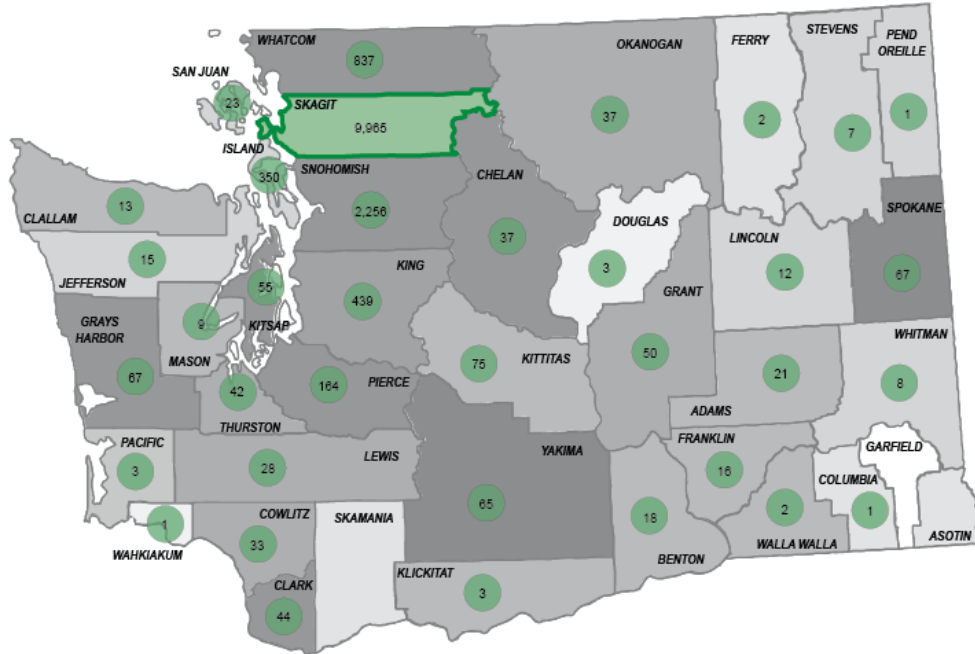 WHATCOM
837
OKANOGAN
37
FERRY
2
STEVENS
7
PEND
OREILLE
1
SAN JUAN
23
SKAGIT
9,965
ISLAND
350
SNOHOMISH
2,256
CHELAN
37
DOUGLAS
3
LINCOLN
12
SPOKANE
67
CLALLAM
13
JEFFERSON
15
KITSAP
55
KING
439
GRANT
50
GRAYS
HARBOR
67
MASON
9
THURSTON
42
PIERCE
164
KITTITAS
75
ADAMS
21
WHITMAN
8
PACIFIC
3
LEWIS
28
YAKIMA
65
FRANKLIN
16
GARFIELD
COLUMBIA
1
WALLA WALLA
2
ASOTIN
BENTON
18
WAHKIAKUM
1
COWLITZ
33
SKAMANIA
CLARK
44
KLICKITAT
3